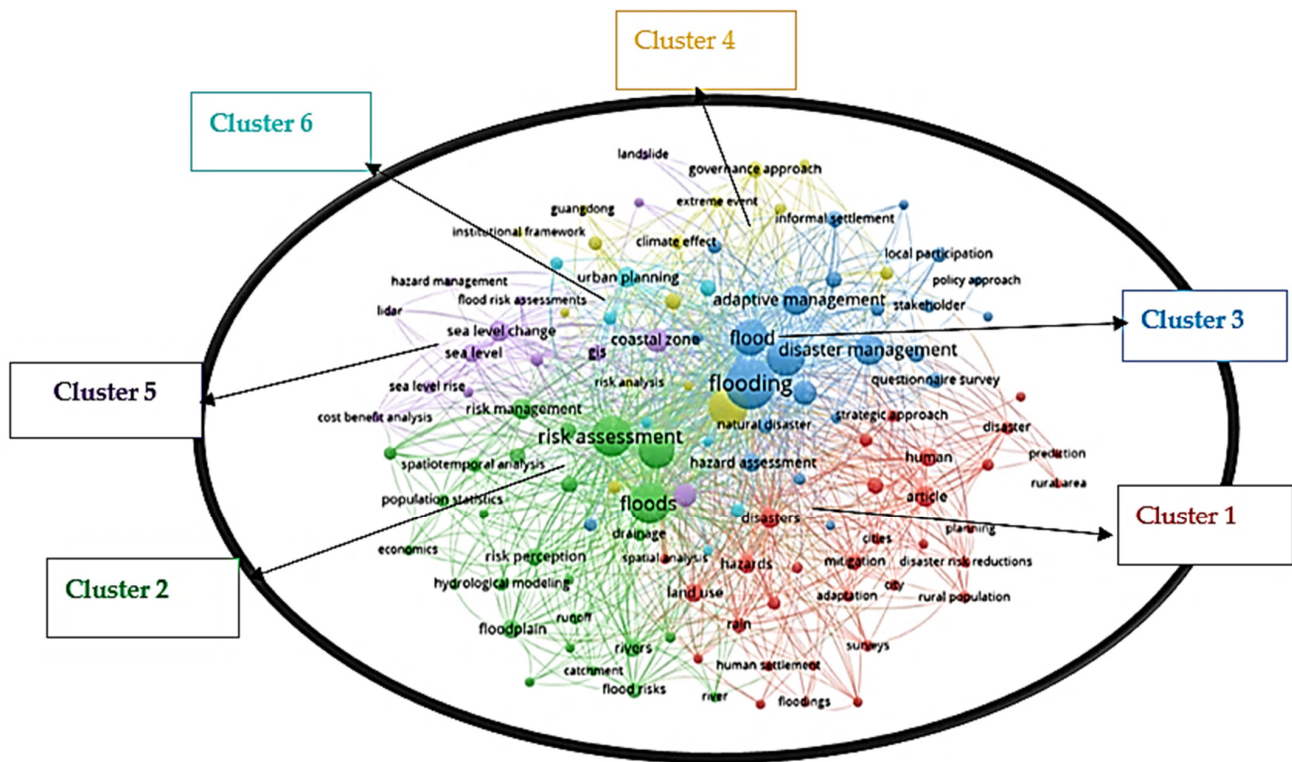 Cluster 4
Cluster 6
landslide
governance approach
extreme event
guangdong
informal settlement
institutional framework
climate effect
local participation
urban planning
hazard management
policy approach
flood risk assessments
adaptive management
stakeholder
lidar
Cluster 3
sea level change
coastal zone
flood
sea level
gis
disaster management
Cluster 5
risk analysis
flooding
questionnaire survey
sea level rise
cost benefit analysis
risk management
strategic approach
natural disaster
disaster
risk assessment
spatiotemporal analysis
hazard assessment
human
prediction
rural area
population statistics
floods
article
Cluster 1
disasters
planning
drainage
cities
economics
risk perception
spatial analysis
hazards
mitigation
disaster risk reductions
Cluster 2
hydrological modeling
land use
adaptation
city
rural population
runoff
floodplain
rain
rivers
surveys
catchment
human settlement
flood risks
river
floodings